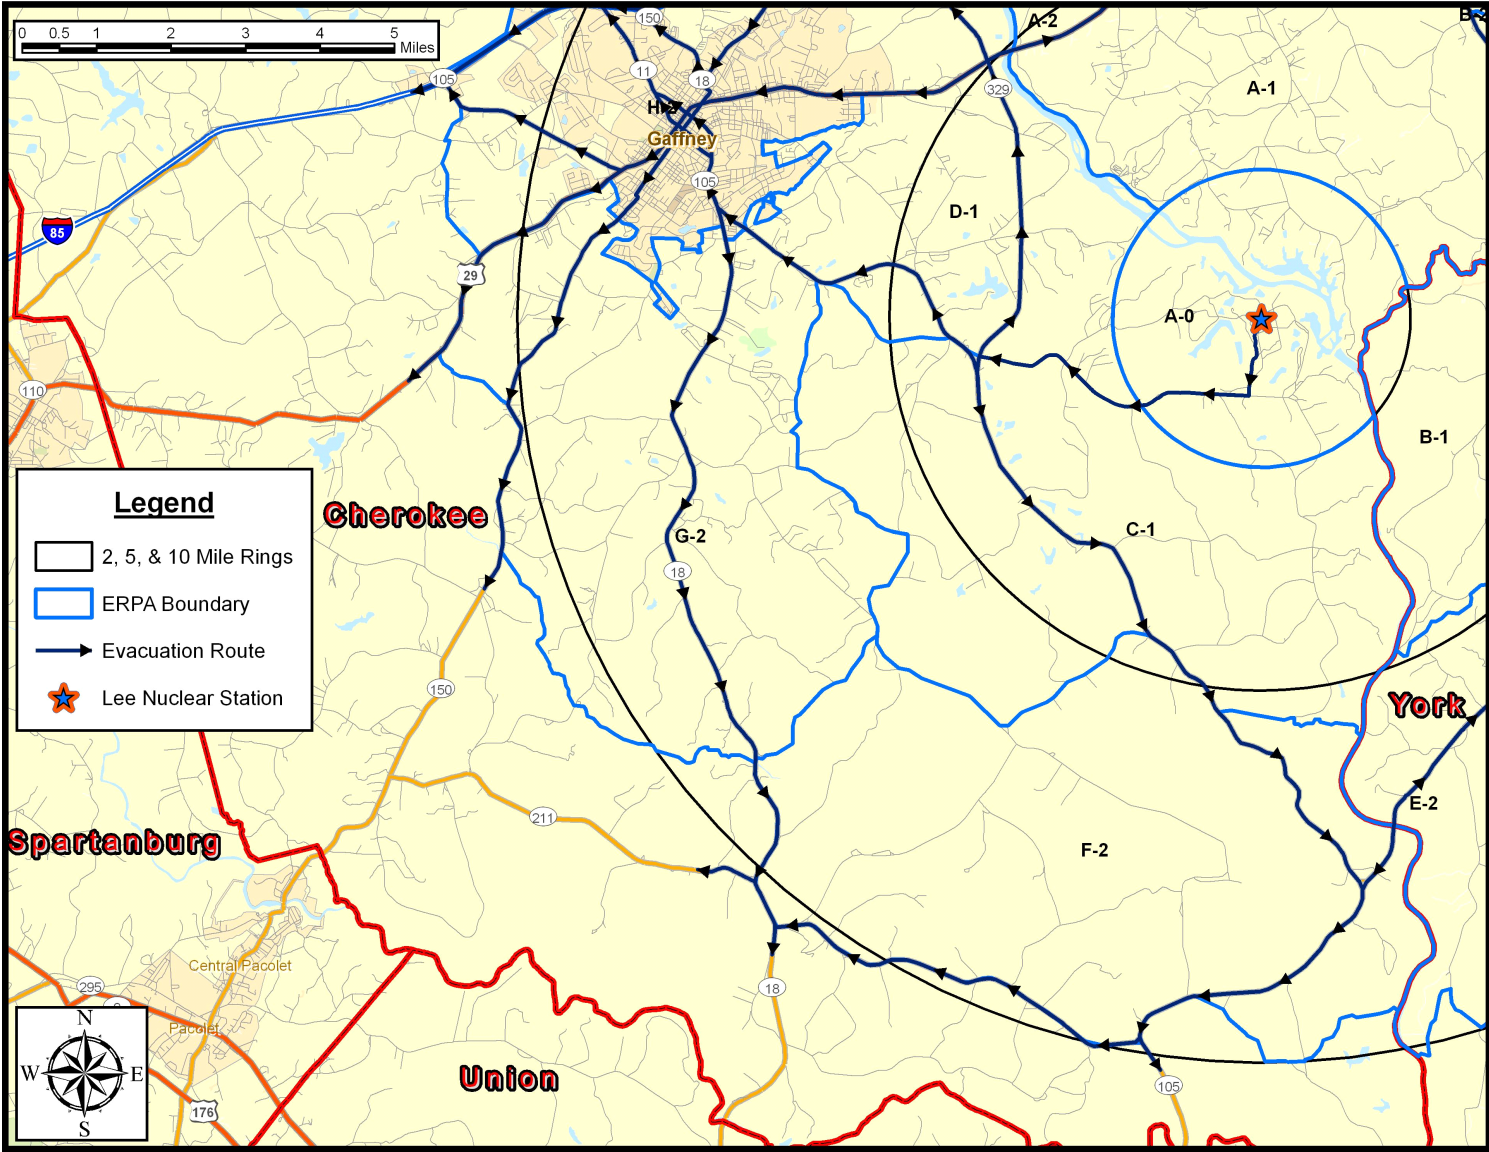 0 0.5 1 2 3 4 5
Miles
150
A-2
105
11
18
329
A-1
Gaffney
105
D-1
85
29
A-0
110
B-1
Legend
2, 5, & 10 Mile Rings
ERPA Boundary
Evacuation Route
Lee Nuclear Station
Cherokee
G-2
C-1
18
150
York
E-2
211
Spartanburg
F-2
Central Pacolet
295
18
Pacolet
N
W E
S
Union
105
176